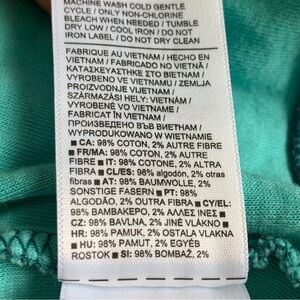 MACHINE WASH COLD GENTLE
CYCLE / ONLY NON-CHLORINE
BLEACH WHEN NEEDED / TUMBLE
DRY LOW / COOL IRON / DO NOT
IRON LABEL / DO NOT DRY CLEAN
FABRIQUE AU VIETNAM / HECHO EN
VIETNAM / FABRICADO NO VIETNÃ /
ΚΑΤΑΣΚΕΥΑΣΤΗΚΕ ΣΤΟ ΒΙΕΤΝΑΜ /
VYROBENO VE VIETNAMU / ZEMLJA
PROIZVODNJE VIJETNAM /
SZÁRMAZÁSI HELY: VIETNÁM /
VYROBENÉ VO VIETNAME /
FABRICAT ÎN VIETNAM /
ПРОИЗВЕДЕНО ВЪВ ВИЕТНАМ /
WYPRODUKOWANO W WIETNAMIE
■ CA: 98% COTON, 2% AUTRE FIBRE
■ FR/MA: 98% COTON, 2% AUTRE
FIBRE ■ IT: 98% COTONE, 2% ALTRA
FIBRA ■ CL/ES: 98% algodón, 2% otras
fibras ■ AT: 98% BAUMWOLLE, 2%
SONSTIGE FASERN ■ PT: 98%
ALGODÃO, 2% OUTRA FIBRA ■ CY/EL:
98% ΒΑΜΒΑΚΕΡΟ, 2% ΑΛΛΕΣ ΙΝΕΣ ■
CZ: 98% BAVLNA, 2% JINÉ VLÁKNO ■
HR: 98% PAMUK, 2% OSTALA VLAKNA
■ HU: 98% PAMUT, 2% EGYÉB
ROSTOK ■ SI: 98% BOMBAŽ, 2%